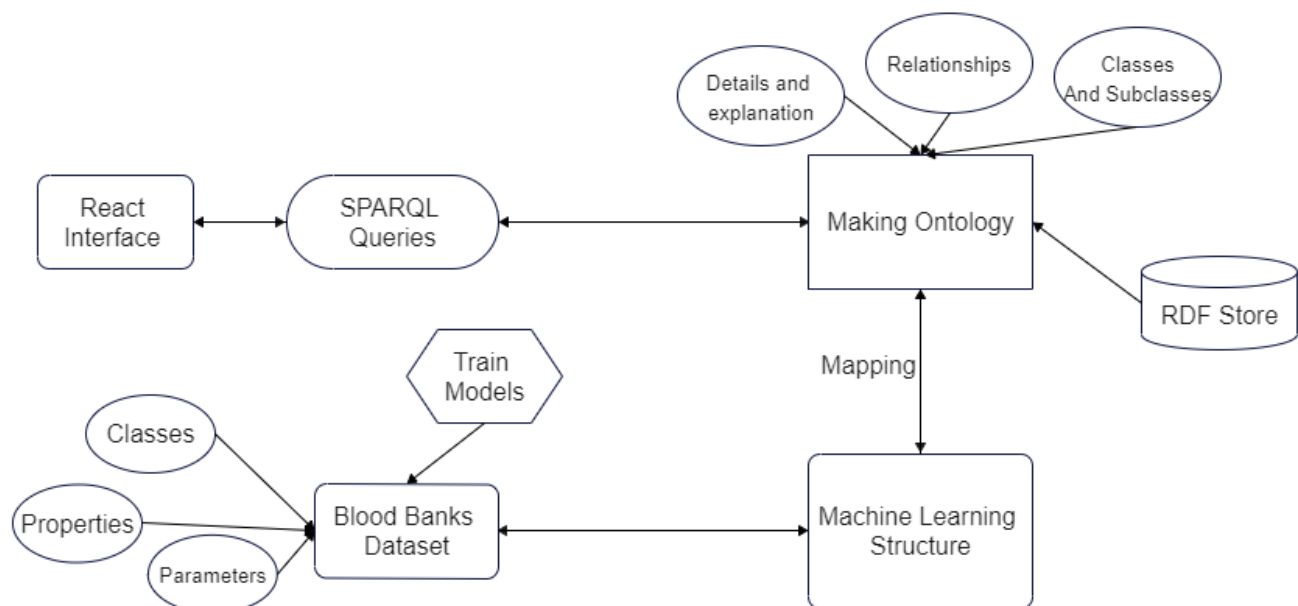 Relationships
Classes
And Subclasses
Details and
explanation
React
Interface
SPARQL
Queries
Making Ontology
RDF Store
Mapping
Train
Models
Classes
Properties
Parameters
Blood Banks
Dataset
Machine Learning
Structure